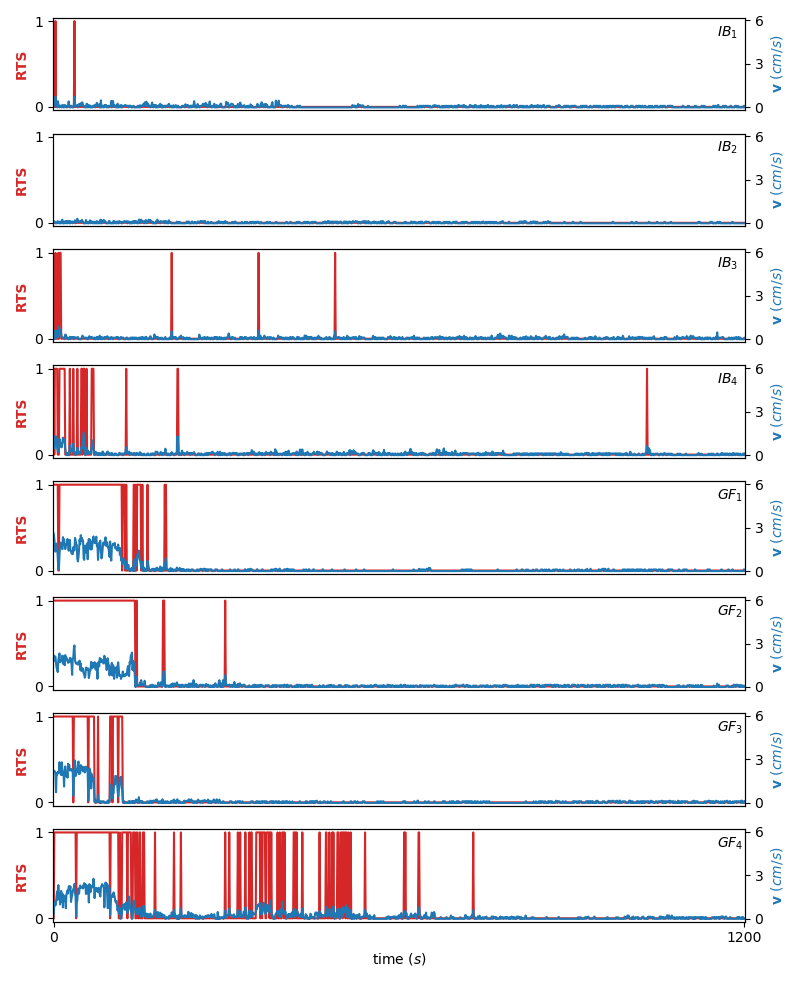 1 RTS 0 IB₁ 6 3 0 v (cm/s)
1 RTS 0 IB₂ 6 3 0 v (cm/s)
1 RTS 0 IB₃ 6 3 0 v (cm/s)
1 RTS 0 IB₄ 6 3 0 v (cm/s)
1 RTS 0 GF₁ 6 3 0 v (cm/s)
1 RTS 0 GF₂ 6 3 0 v (cm/s)
1 RTS 0 GF₃ 6 3 0 v (cm/s)
1 RTS 0 GF₄ 6 3 0 v (cm/s)
0 1200
time (s)